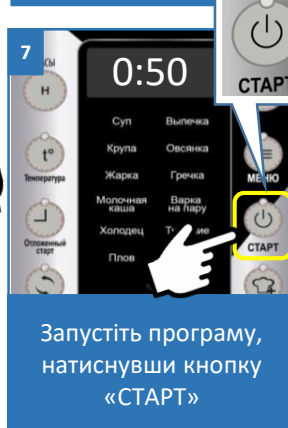 7
СТАРТ
Н
0:50
Суп Выпечка
t° Крупа Овсянка
Температура Жарка Гречка
МЕНЮ
Молочная Варка
каша на пару
Отложенный
старт
Холодец
СТАРТ
Плов
Запустіть програму,
натиснувши кнопку
«СТАРТ»